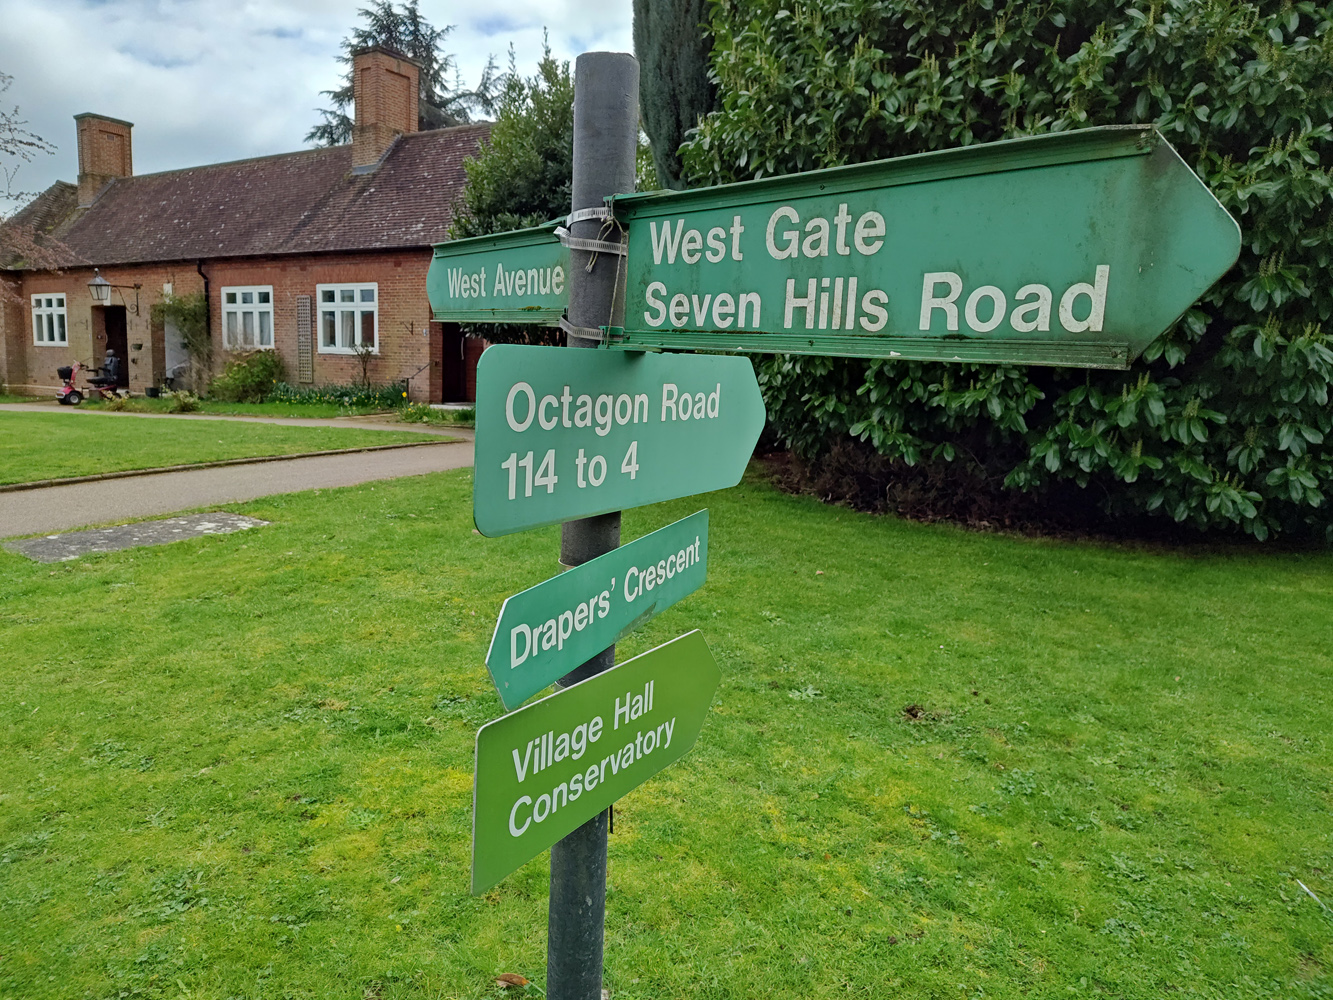 West Avenue
West Gate
Seven Hills Road
Octagon Road
114 to 4
Drapers' Crescent
Village Hall
Conservatory